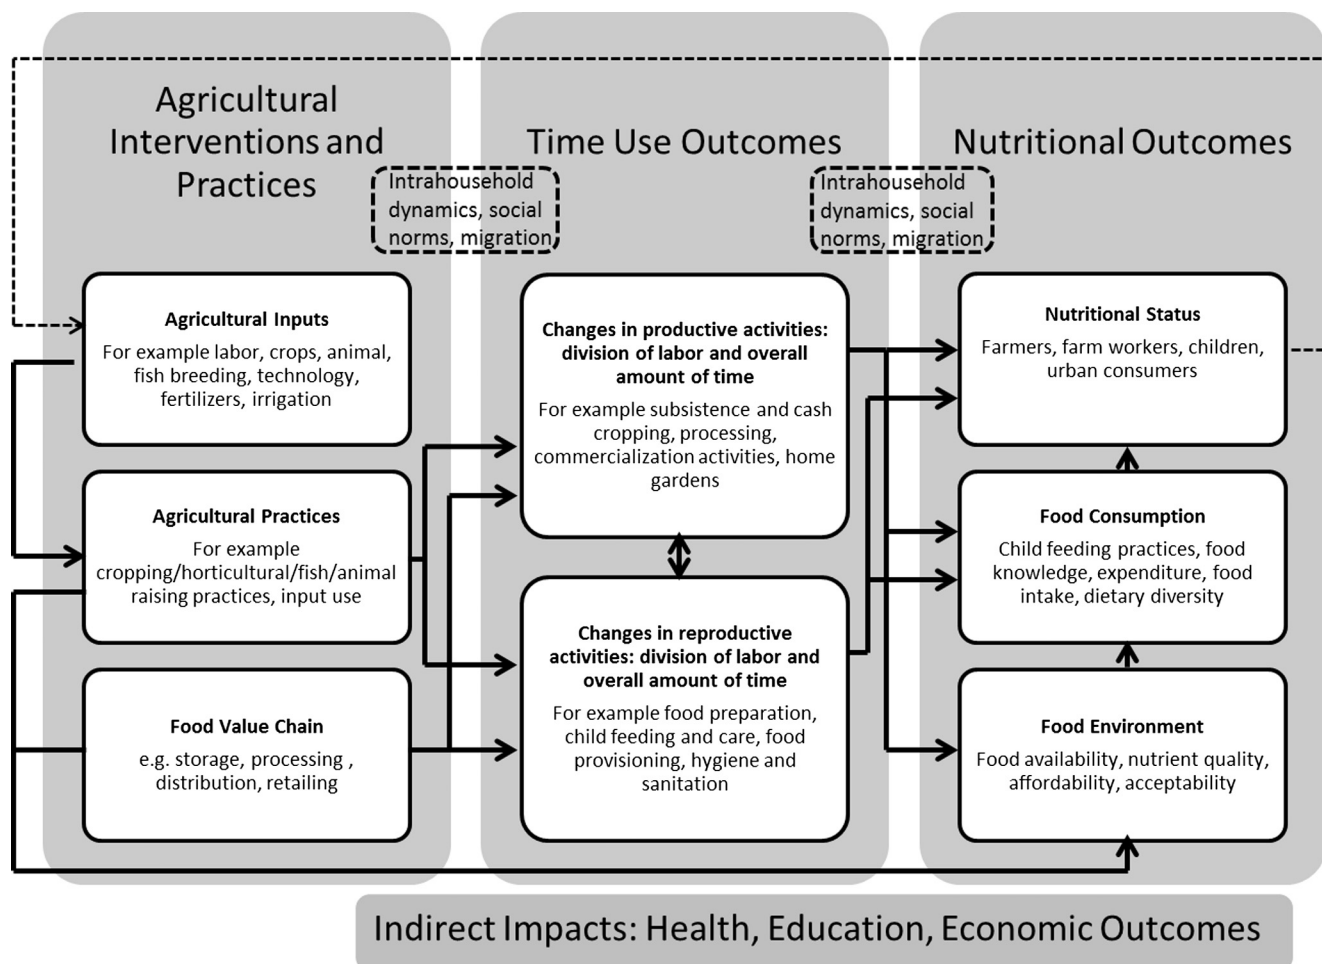 Agricultural
Interventions and
Practices
Time Use Outcomes
Nutritional Outcomes
Intrahousehold
dynamics, social
norms, migration
Intrahousehold
dynamics, social
norms, migration
Agricultural Inputs
For example labor, crops, animal,
fish breeding, technology,
fertilizers, irrigation
Agricultural Practices
For example
cropping/horticultural/fish/animal
raising practices, input use
Food Value Chain
e.g. storage, processing ,
distribution, retailing
Changes in productive activities:
division of labor and overall
amount of time
For example subsistence and cash
cropping, processing,
commercialization activities, home
gardens
Changes in reproductive
activities: division of labor and
overall amount of time
For example food preparation,
child feeding and care, food
provisioning, hygiene and
sanitation
Nutritional Status
Farmers, farm workers, children,
urban consumers
Food Consumption
Child feeding practices, food
knowledge, expenditure, food
intake, dietary diversity
Food Environment
Food availability, nutrient quality,
affordability, acceptability
Indirect Impacts: Health, Education, Economic Outcomes